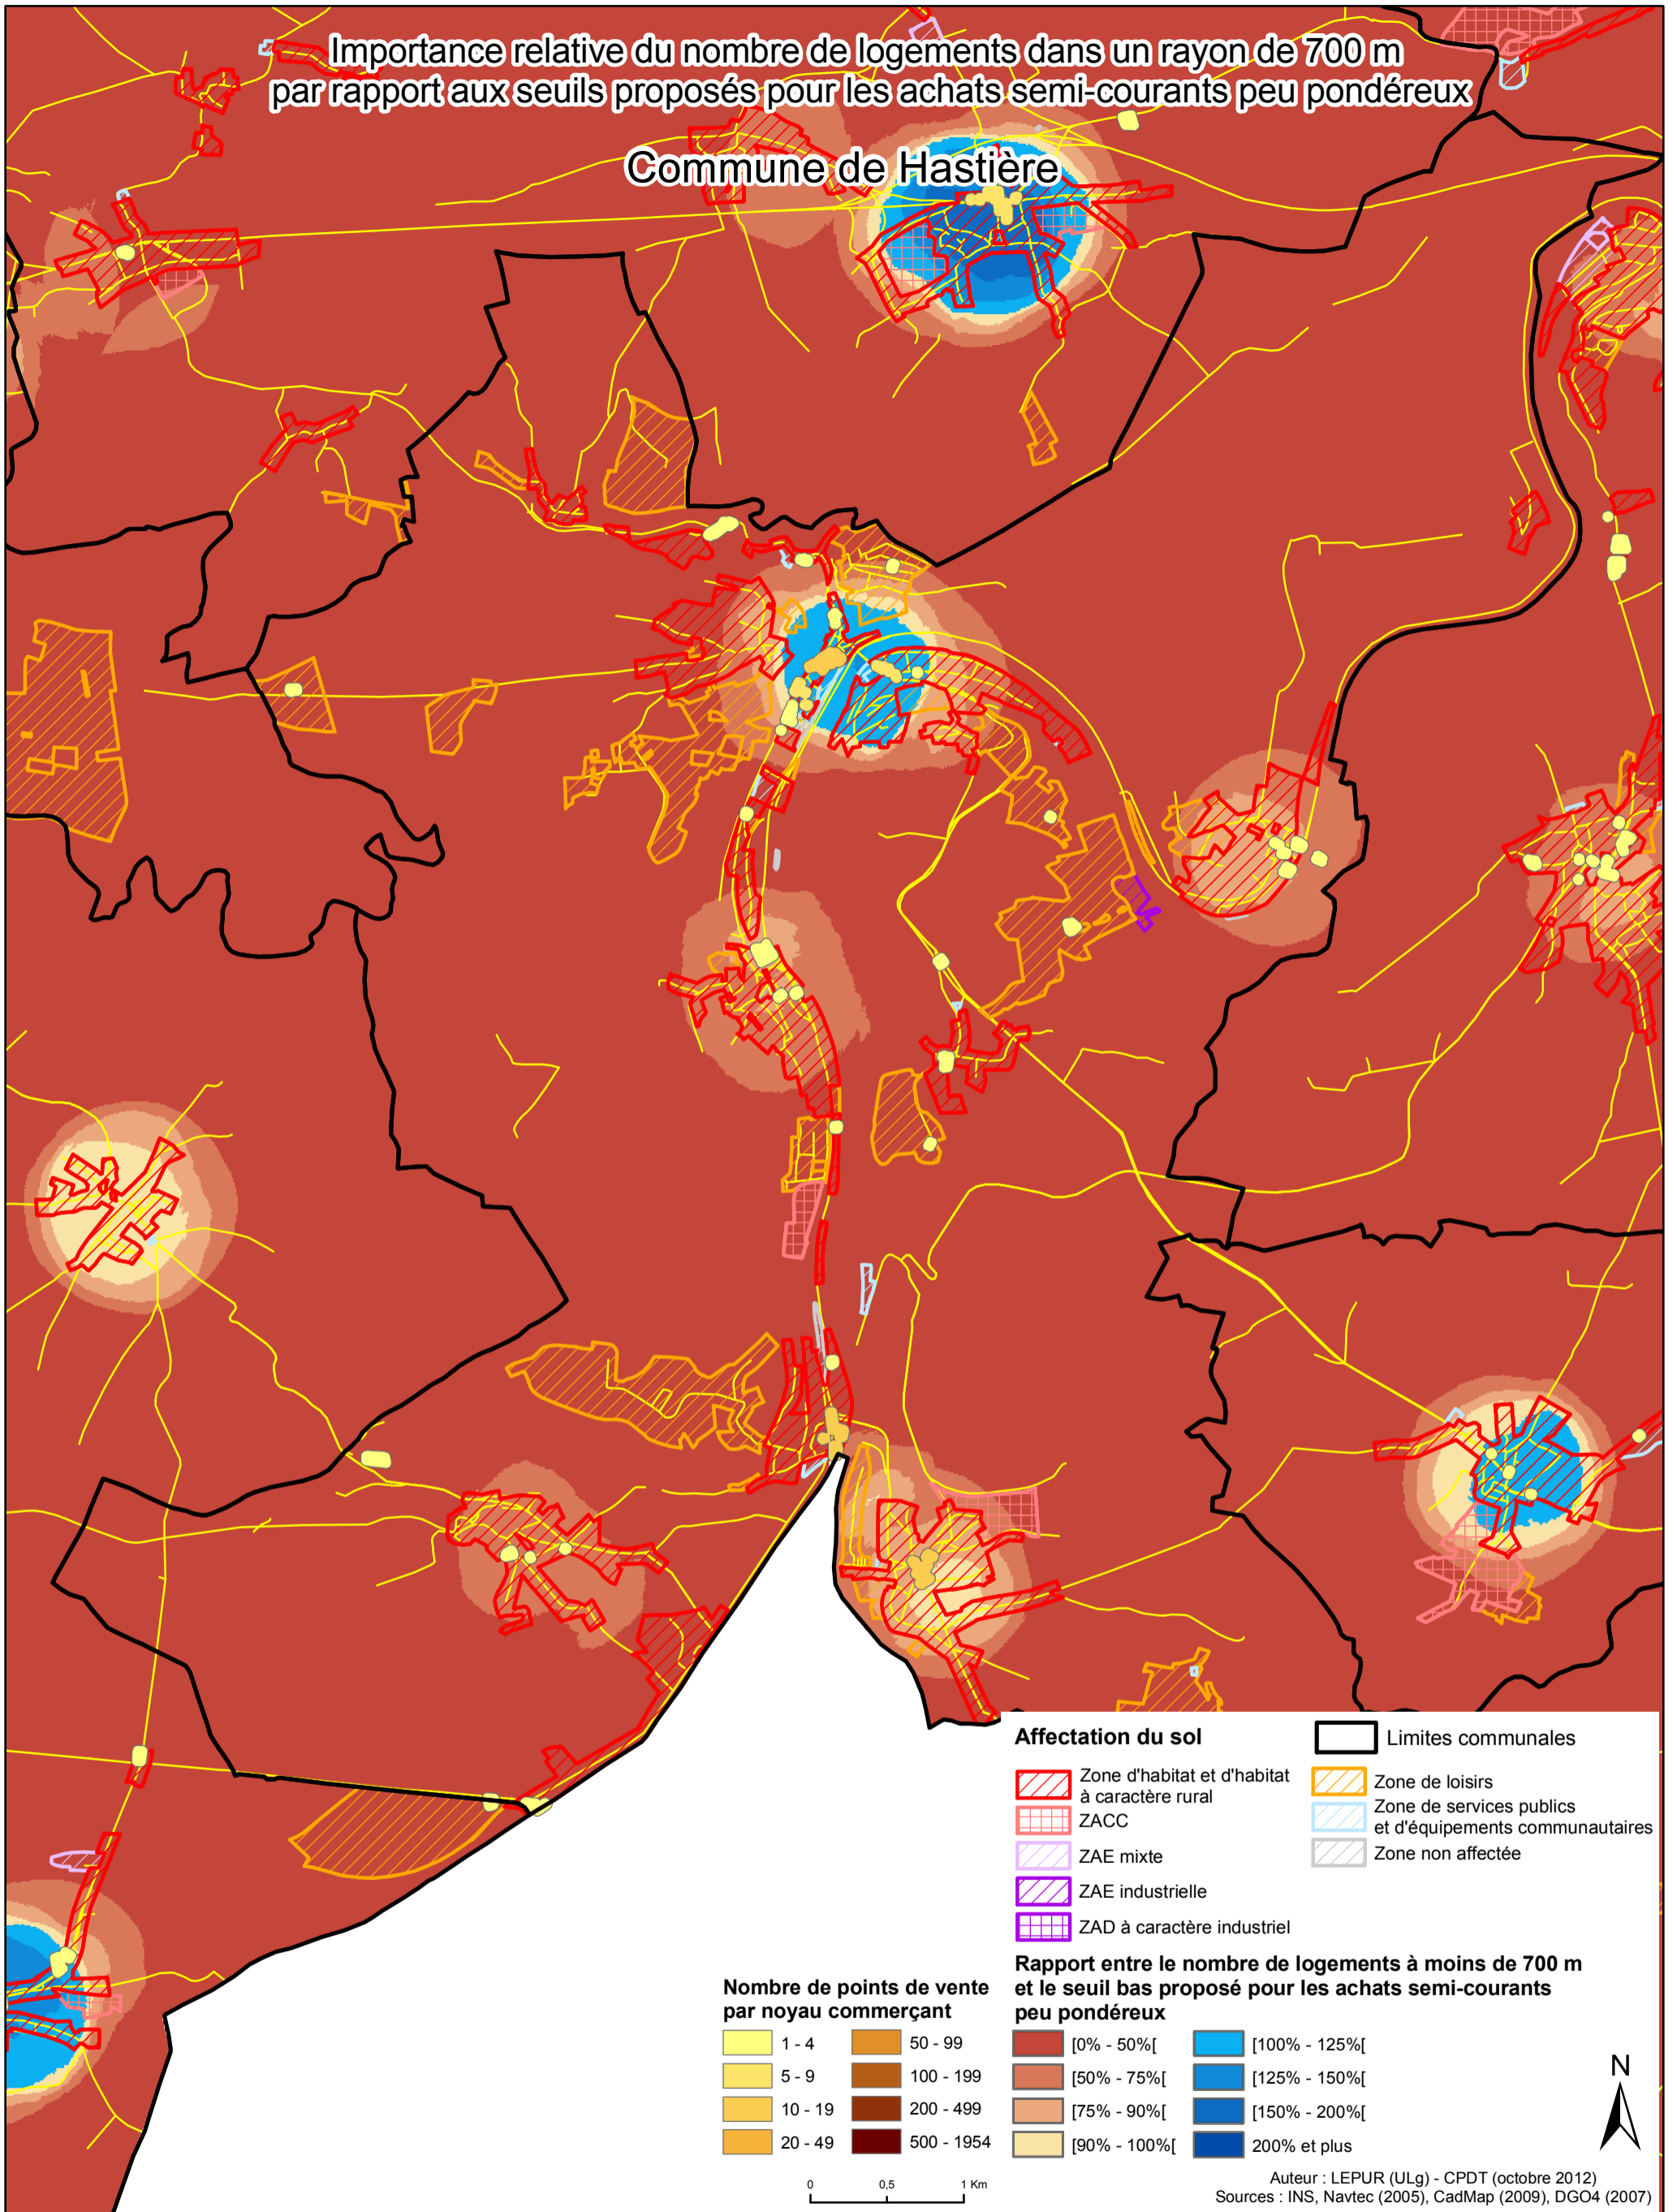 Importance relative du nombre de logements dans un rayon de 700 m
par rapport aux seuils proposés pour les achats semi-courants peu pondéreux
Commune de Hastière
Affectation du sol
Zone d'habitat et d'habitat
à caractère rural
ZACC
ZAE mixte
ZAE industrielle
ZAD à caractère industriel
Limites communales
Zone de loisirs
Zone de services publics
et d'équipements communautaires
Zone non affectée
Nombre de points de vente
par noyau commerçant
1 - 4
5 - 9
10 - 19
20 - 49
50 - 99
100 - 199
200 - 499
500 - 1954
Rapport entre le nombre de logements à moins de 700 m
et le seuil bas proposé pour les achats semi-courants
peu pondéreux
[0% - 50%[
[50% - 75%[
[75% - 90%[
[90% - 100%[
[100% - 125%[
[125% - 150%[
[150% - 200%[
200% et plus
N
0 0,5 1 Km
Auteur : LEPUR (ULg) - CPDT (octobre 2012)
Sources : INS, Navtec (2005), CadMap (2009), DGO4 (2007)